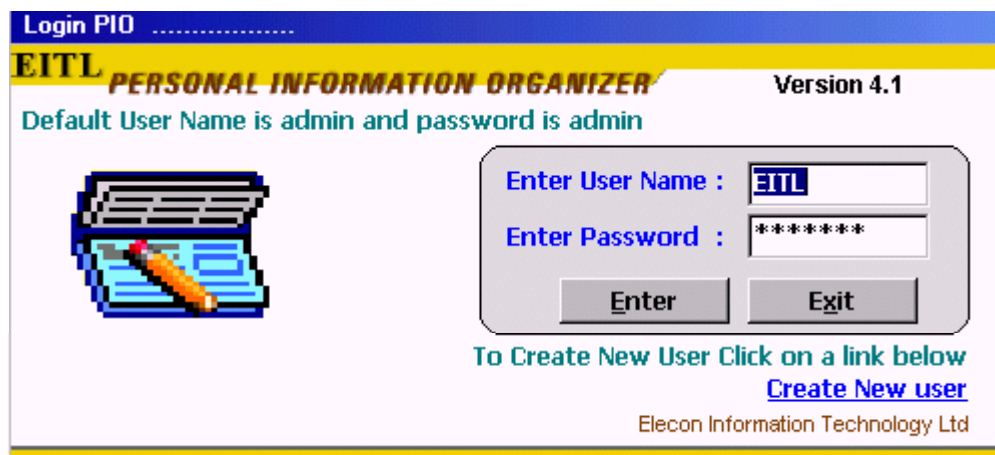 Login PIO ..................
EITL
PERSONAL INFORMATION ORGANIZER
Version 4.1
Default User Name is admin and password is admin
Enter User Name : EITL
Enter Password : *******
Enter Exit
To Create New User Click on a link below
Create New user
Elecon Information Technology Ltd